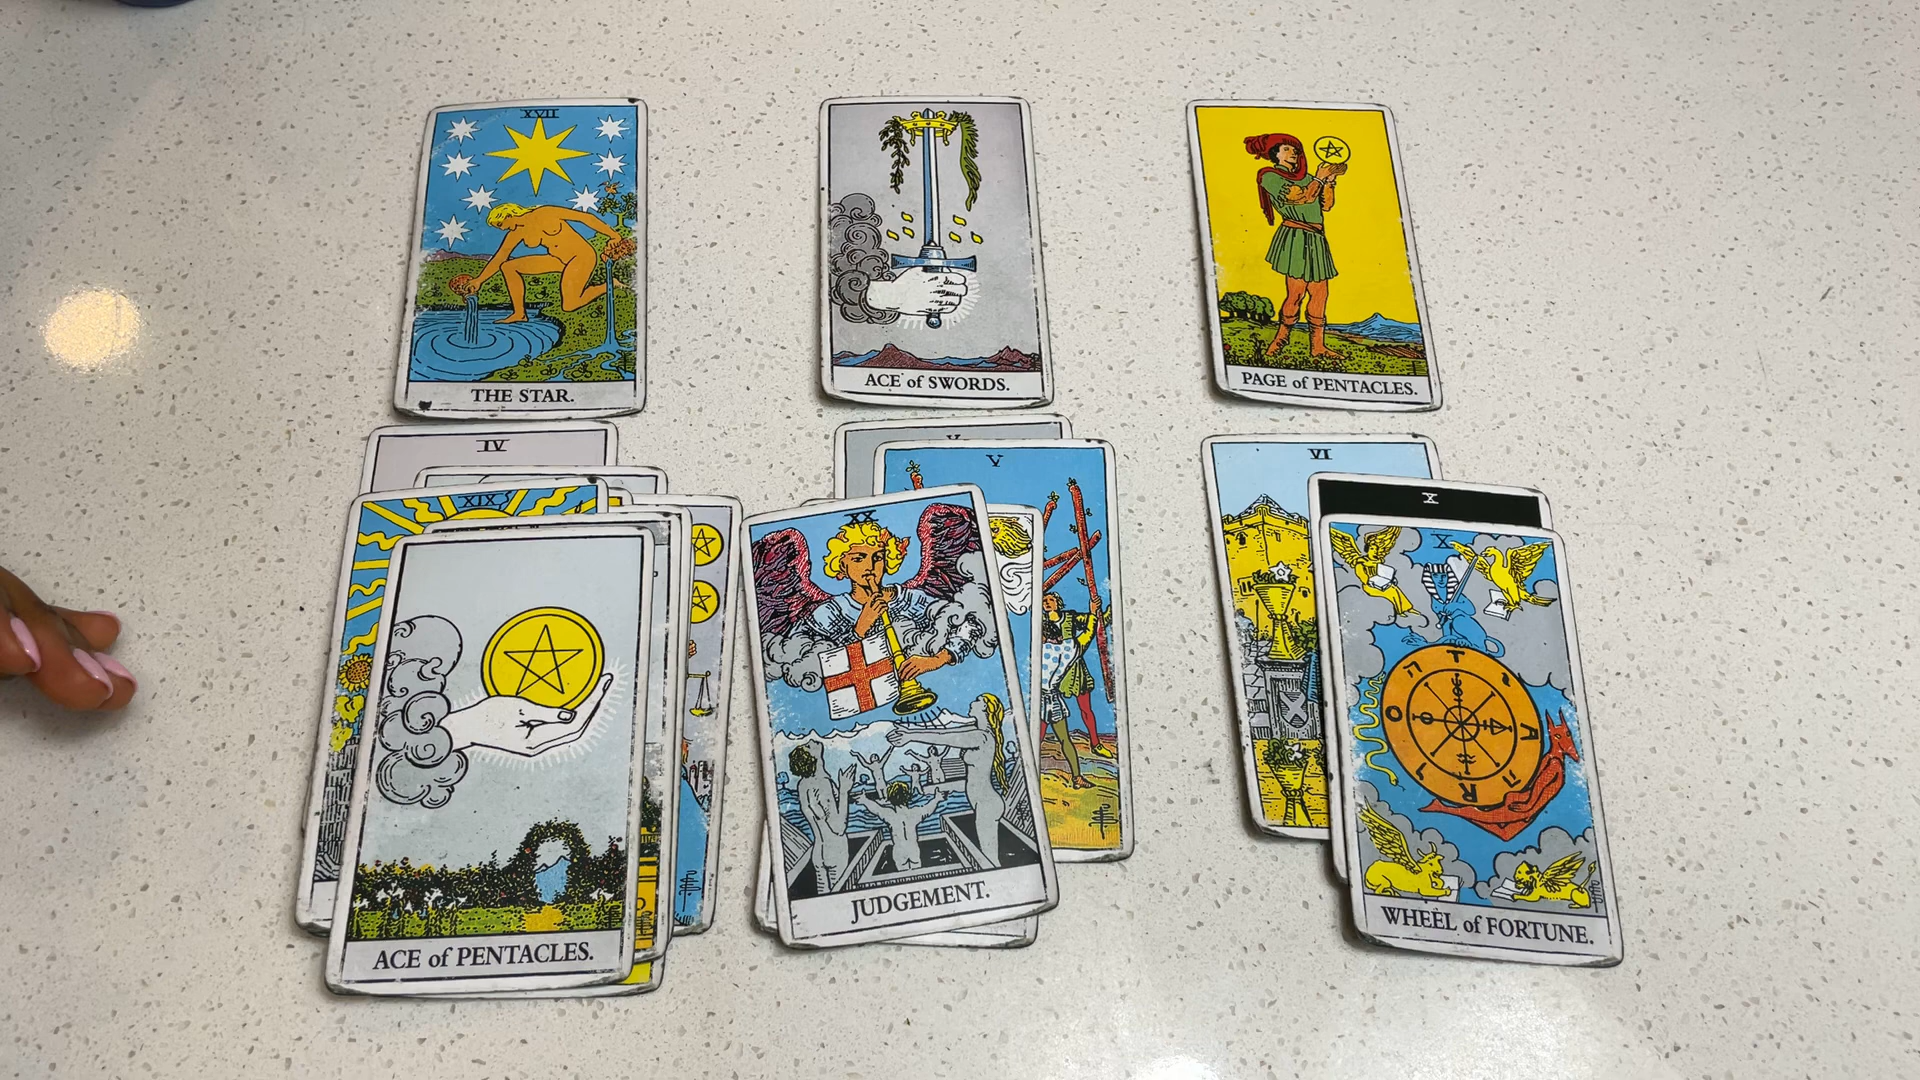 XVII
THE STAR.
ACE of SWORDS.
PAGE of PENTACLES.
IV
V
VI
X
XIX
XX
X
T
A
R
O
ACE of PENTACLES.
JUDGEMENT.
WHEEL of FORTUNE.